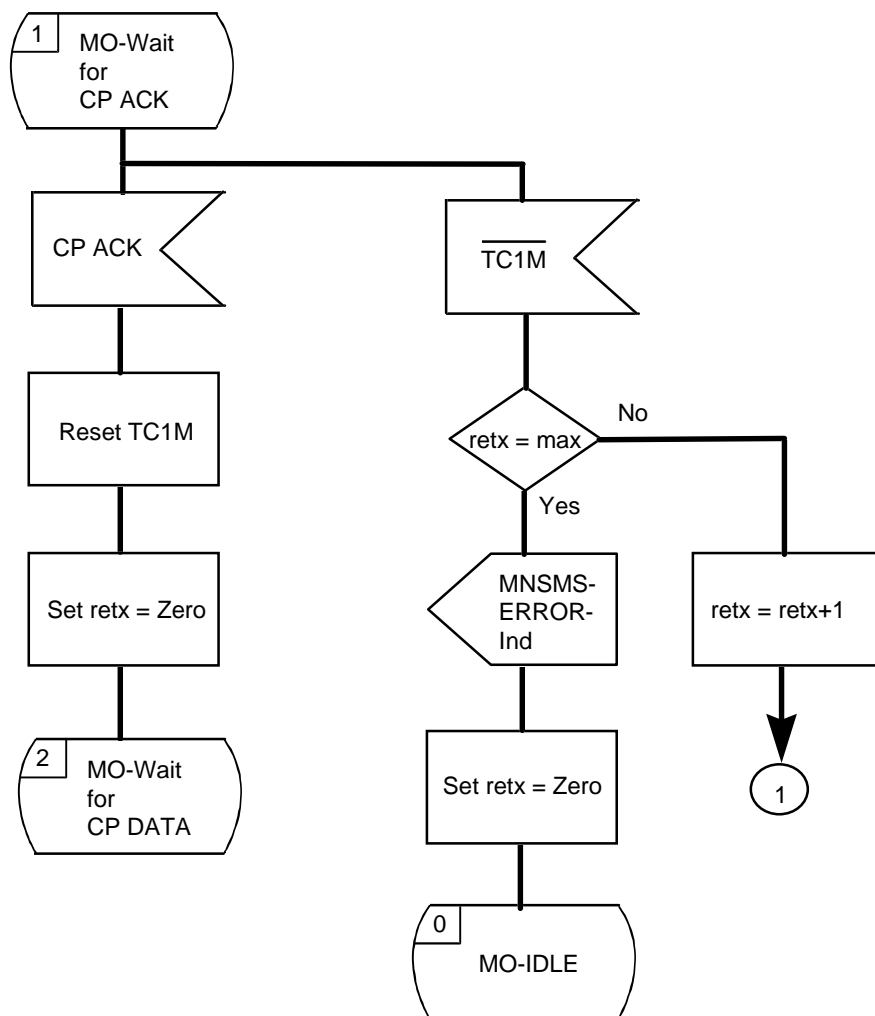 1
MO-Wait
for
CP ACK
CP ACK
Reset TC1M
Set retx = Zero
2
MO-Wait
for
CP DATA
TC1M
retx = max
No
Yes
MNSMS-
ERROR-
Ind
Set retx = Zero
0
MO-IDLE
retx = retx+1
1